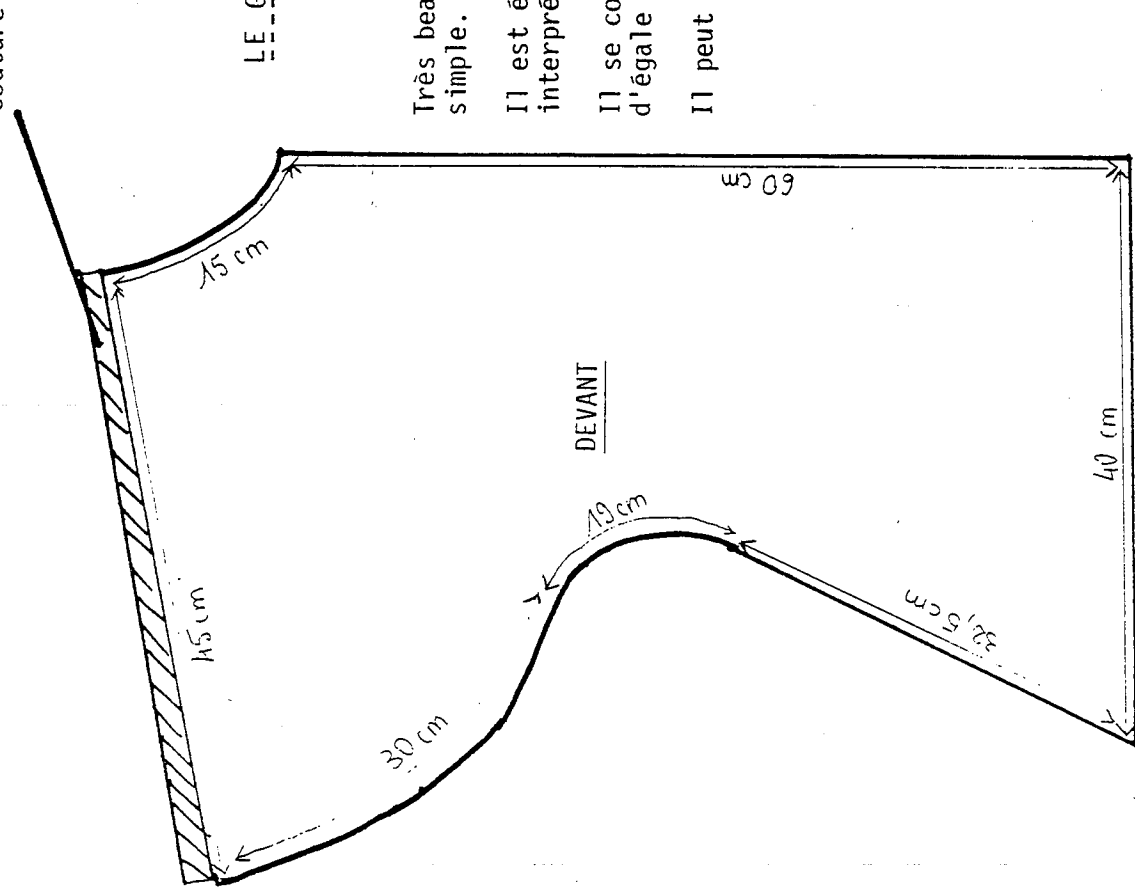 couture
LE
Très bea
simple.
Il est é
interpré
Il se co
d'égale
Il peut
15 cm
60 cm
45 cm
DEVANT
19 cm
30 cm
32,5 cm
40 cm